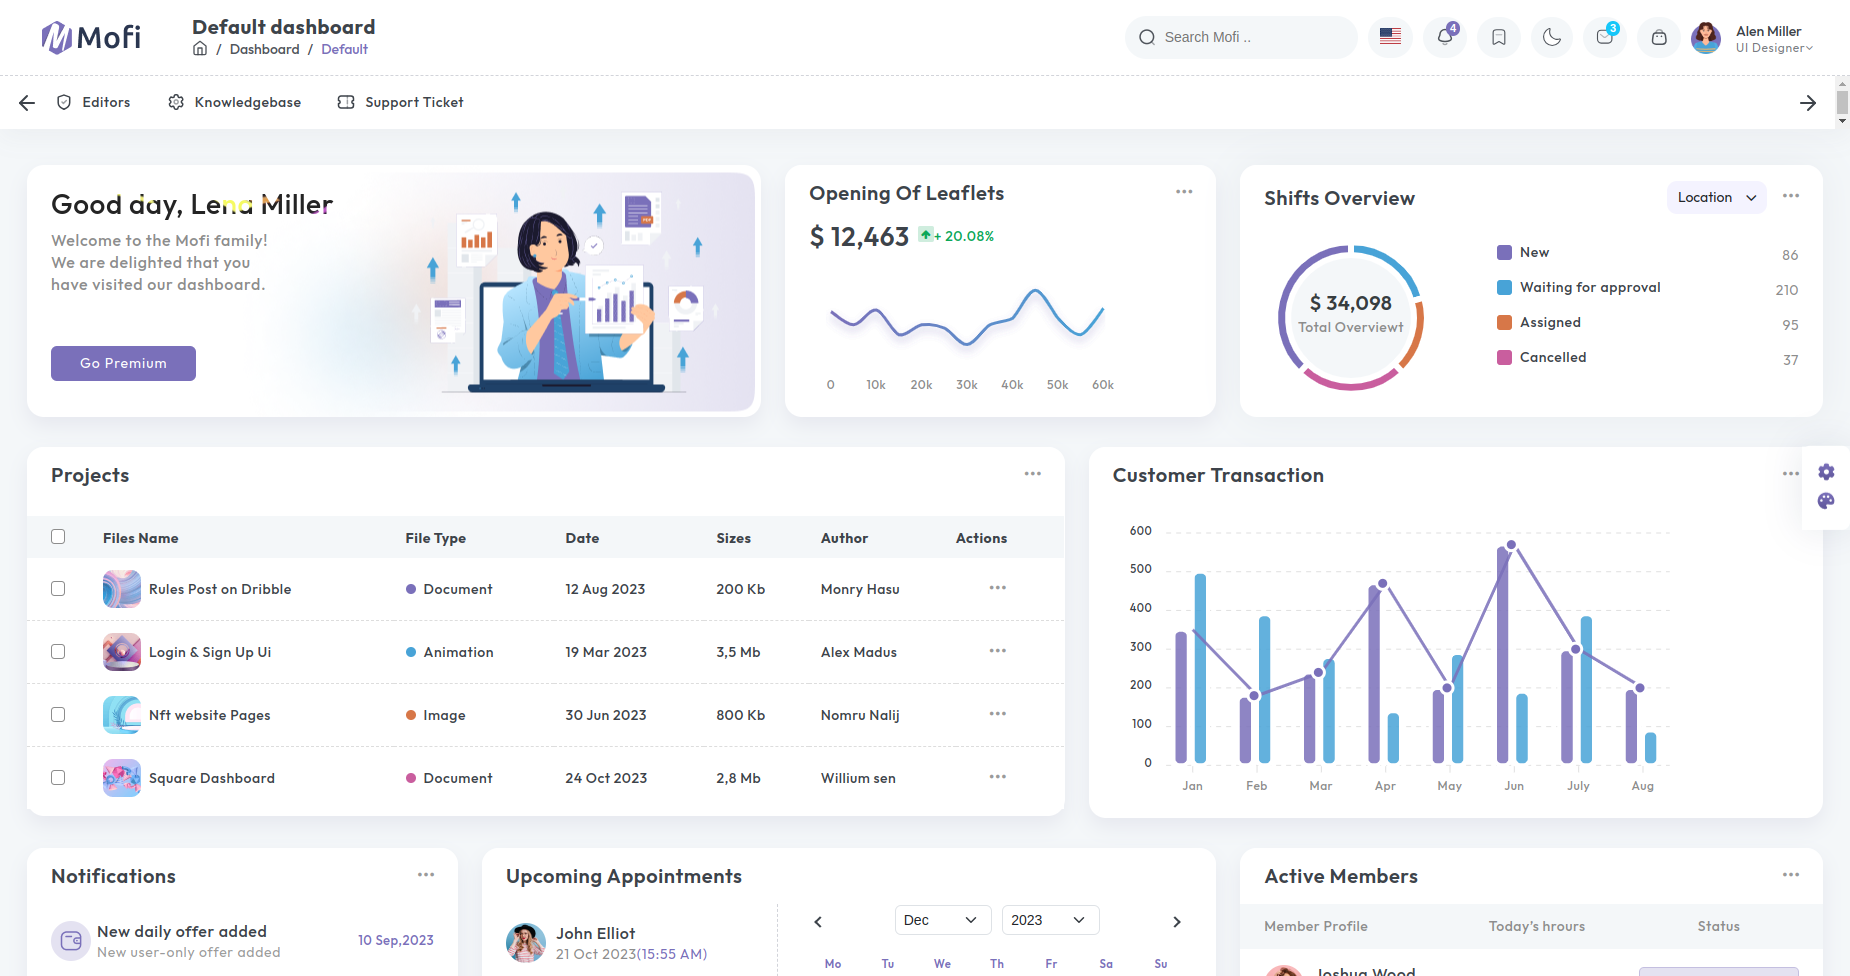 Mofi
Default dashboard
/ Dashboard / Default
Search Mofi ..
4
3
Alen Miller
UI Designer
Editors
Knowledgebase
Support Ticket
Good day, Lena Miller
Welcome to the Mofi family!
We are delighted that you
have visited our dashboard.
Go Premium
PDF
Opening Of Leaflets
$ 12,463 + 20.08%
0 10k 20k 30k 40k 50k 60k
Shifts Overview
Location
$ 34,098
Total Overviewt
New 86
Waiting for approval 210
Assigned 95
Cancelled 37
Projects
Files Name File Type Date Sizes Author Actions
Rules Post on Dribble Document 12 Aug 2023 200 Kb Monry Hasu
Login & Sign Up Ui Animation 19 Mar 2023 3,5 Mb Alex Madus
Nft website Pages Image 30 Jun 2023 800 Kb Nomru Nalij
Square Dashboard Document 24 Oct 2023 2,8 Mb Willium sen
Customer Transaction
600
500
400
300
200
100
0
Jan Feb Mar Apr May Jun July Aug
Notifications
New daily offer added
New user-only offer added
10 Sep,2023
Upcoming Appointments
John Elliot
21 Oct 2023(15:55 AM)
Dec 2023
Mo Tu We Th Fr Sa Su
Active Members
Member Profile Today's hrours Status
Joshua Wood